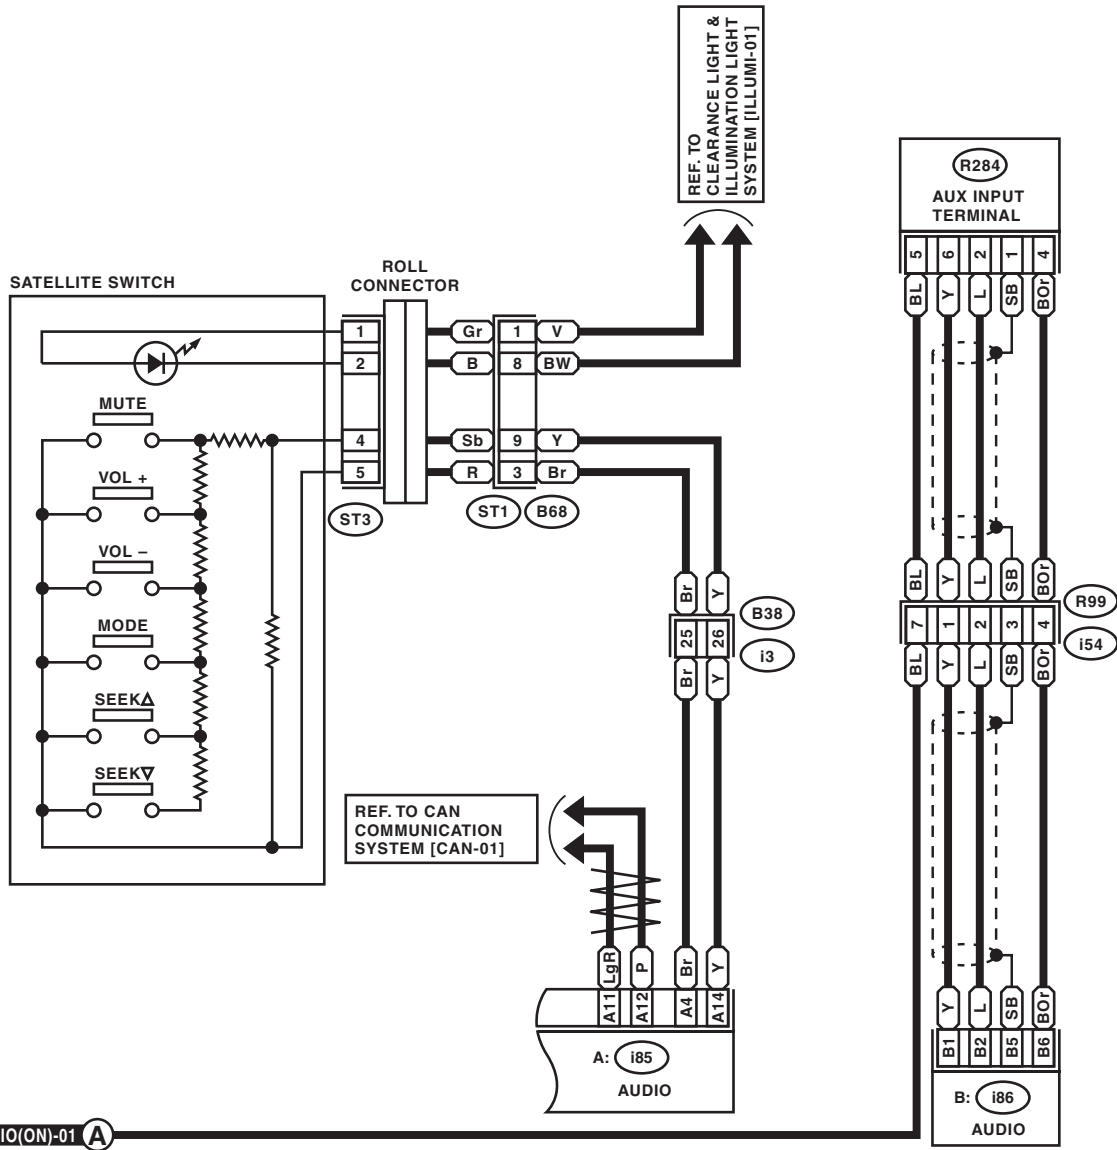 REF. TO
CLEARANCE LIGHT &
ILLUMINATION LIGHT
SYSTEM [ILLUMI-01]
R284
AUX INPUT
TERMINAL
5 6 2 1 4
BL Y L SB BOr
SATELLITE SWITCH
ROLL
CONNECTOR
1 Gr 1 V
2 B 8 BW
MUTE
4 Sb 9 Y
5 R 3 Br
VOL +
ST3 ST1 B68
VOL –
MODE
SEEK△
SEEK▽
Br Y
B38
25 26
i3
Br Y
BL Y L SB BOr
R99
7 1 2 3 4
i54
BL Y L SB BOr
REF. TO CAN
COMMUNICATION
SYSTEM [CAN-01]
LgR P Br Y
A11 A12 A4 A14
A: i85
AUDIO
Y L SB BOr
B1 B2 B5 B6
B: i86
AUDIO
IO(ON)-01 A